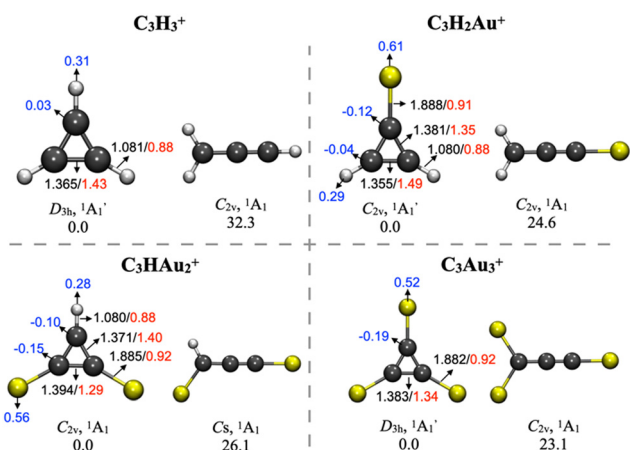 C₃H₃⁺
0.31
0.03
1.081/0.88
1.365/1.43
D₃ₕ, ¹A₁'
0.0
C₂ᵥ, ¹A₁
32.3
C₃H₂Au⁺
0.61
1.888/0.91
-0.12
1.381/1.35
-0.04
1.080/0.88
0.29
1.355/1.49
C₂ᵥ, ¹A₁'
0.0
C₂ᵥ, ¹A₁
24.6
C₃HAu₂⁺
0.28
1.080/0.88
-0.10
1.371/1.40
-0.15
1.885/0.92
1.394/1.29
0.56
C₂ᵥ, ¹A₁
0.0
Cs, ¹A₁
26.1
C₃Au₃⁺
0.52
-0.19
1.882/0.92
1.383/1.34
D₃ₕ, ¹A₁'
0.0
C₂ᵥ, ¹A₁
23.1